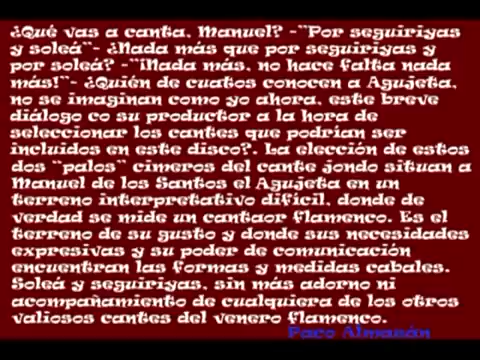 ¿Qué vas a canta, Manuel? -¨Por seguiriyas
y soleá¨- ¿Nada más que por seguiriyas y
por soleá? -¨¡Nada más, no hace falta nada
más!¨- ¿Quién de cuatos conocen a Agujeta,
no se imaginan como yo ahora, este breve
diálogo co su productor a la hora de
seleccionar los cantes que podrían ser
incluidos en este disco?. La elección de estos
dos ¨palos¨ cimeros del cante jondo situan a
Manuel de los Santos el Agujeta en un
terreno interpretativo difícil, donde de
verdad se mide un cantaor flamenco. Es el
terreno de su gusto y donde sus necesidades
expresivas y su poder de comunicación
encuentran las formas y medidas cabales.
Soleá y seguiriyas, sin más adorno ni
acompañamiento de cualquiera de los otros
valiosos cantes del venero flamenco.
Paco Almazán